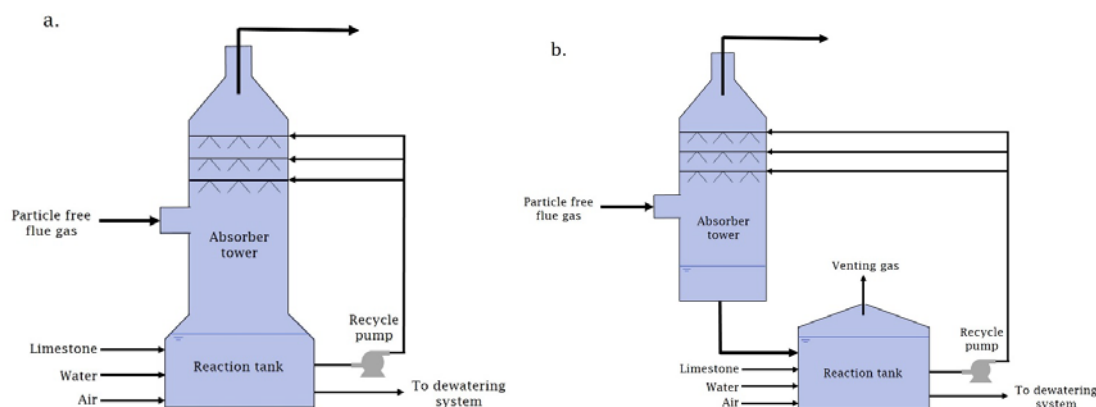 a.
Particle free
flue gas
Absorber
tower
Recycle
pump
Limestone
Water
Air
Reaction tank
To dewatering
system
b.
Particle free
flue gas
Absorber
tower
Venting gas
Recycle
pump
Limestone
Water
Air
Reaction tank
To dewatering
system